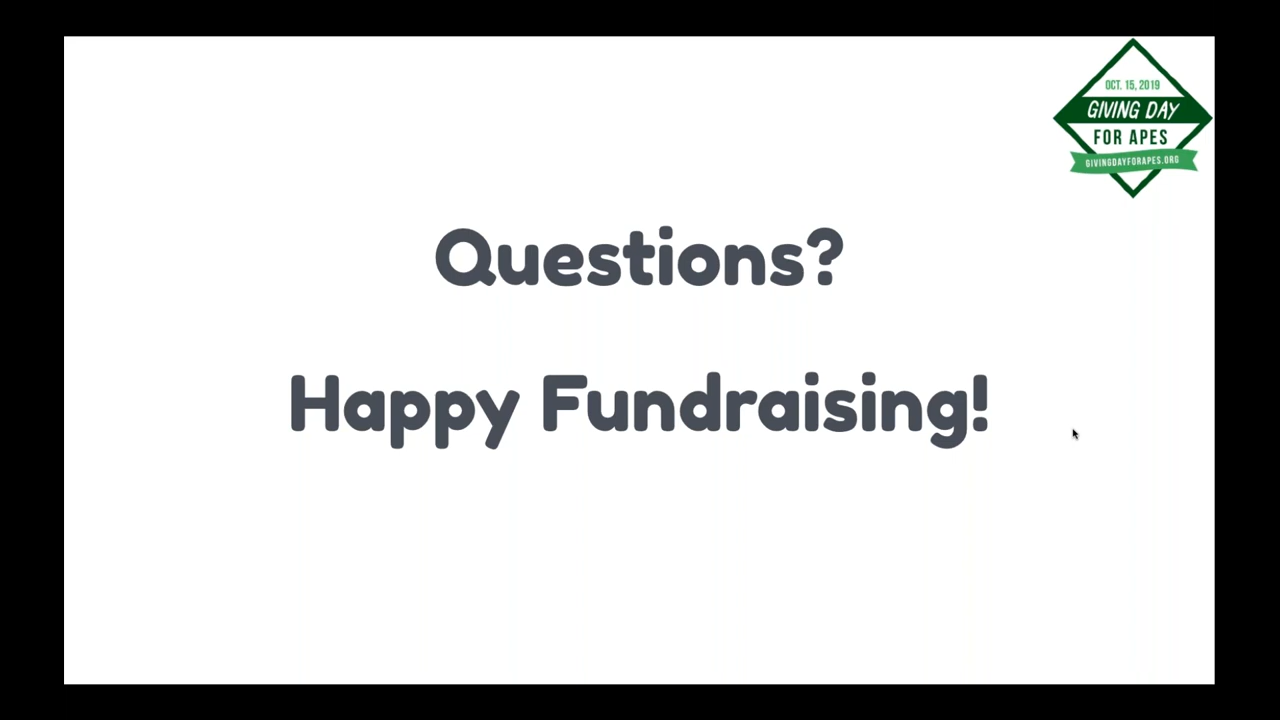 OCT. 15, 2019
GIVING DAY
FOR APES
GIVINGDAYFORAPES.ORG
Questions?
Happy Fundraising!